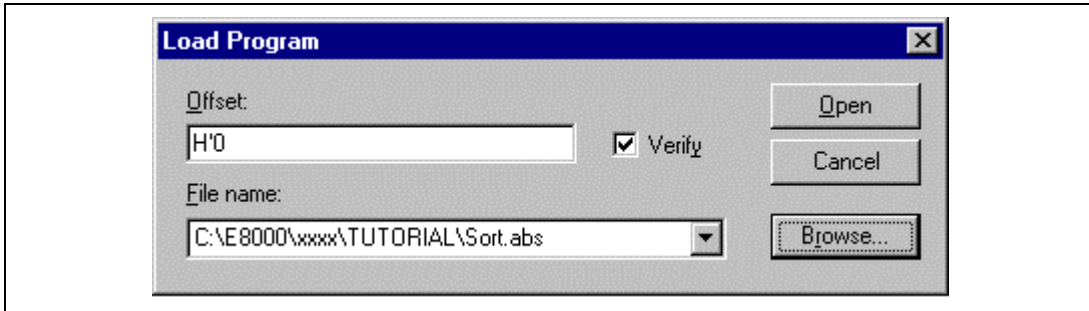 Load Program
Offset:
H'0
Verify
Open
Cancel
File name:
C:\E8000\xxxx\TUTORIAL\Sort.abs
Browse...